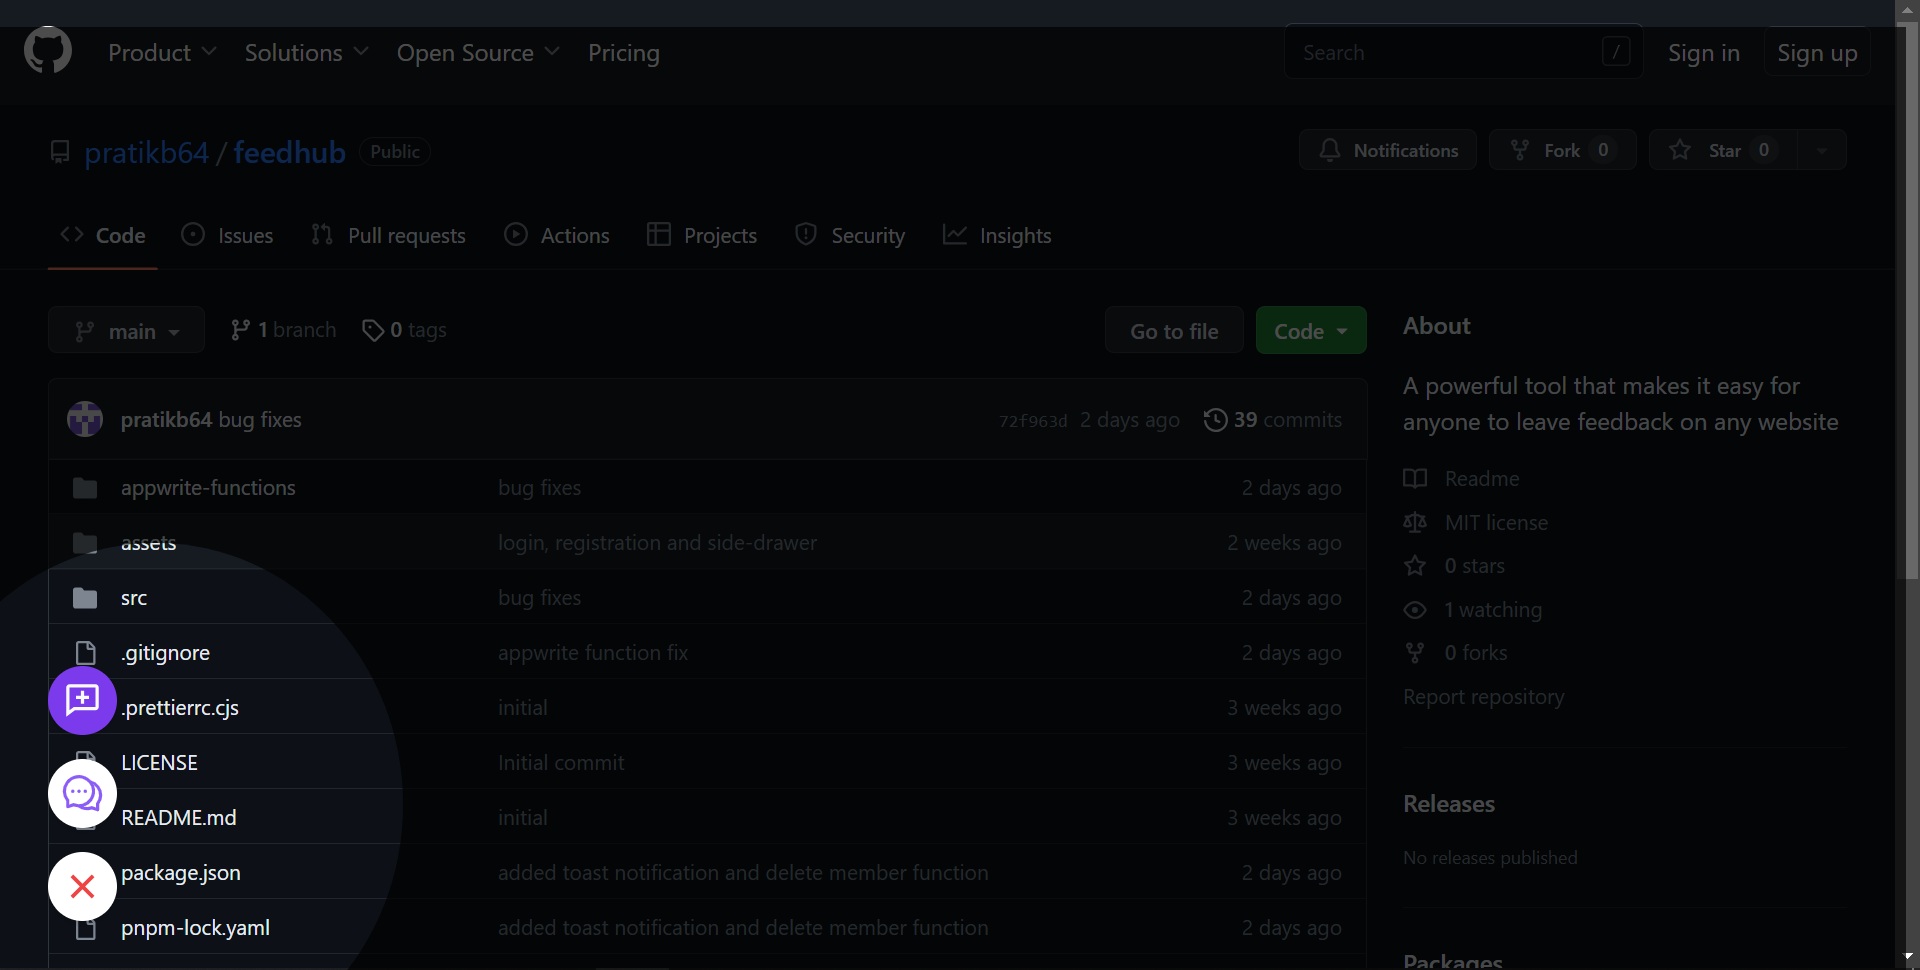 Product Solutions Open Source Pricing Search / Sign in Sign up
pratikb64 / feedhub Public Notifications Fork 0 Star 0
Code Issues Pull requests Actions Projects Security Insights
main 1 branch 0 tags Go to file Code
pratikb64 bug fixes 72f963d 2 days ago 39 commits
appwrite-functions bug fixes 2 days ago
assets login, registration and side-drawer 2 weeks ago
src bug fixes 2 days ago
.gitignore appwrite function fix 2 days ago
.prettierrc.cjs initial 3 weeks ago
LICENSE Initial commit 3 weeks ago
README.md initial 3 weeks ago
package.json added toast notification and delete member function 2 days ago
pnpm-lock.yaml added toast notification and delete member function 2 days ago
About
A powerful tool that makes it easy for
anyone to leave feedback on any website
Readme
MIT license
0 stars
1 watching
0 forks
Report repository
Releases
No releases published
Packages